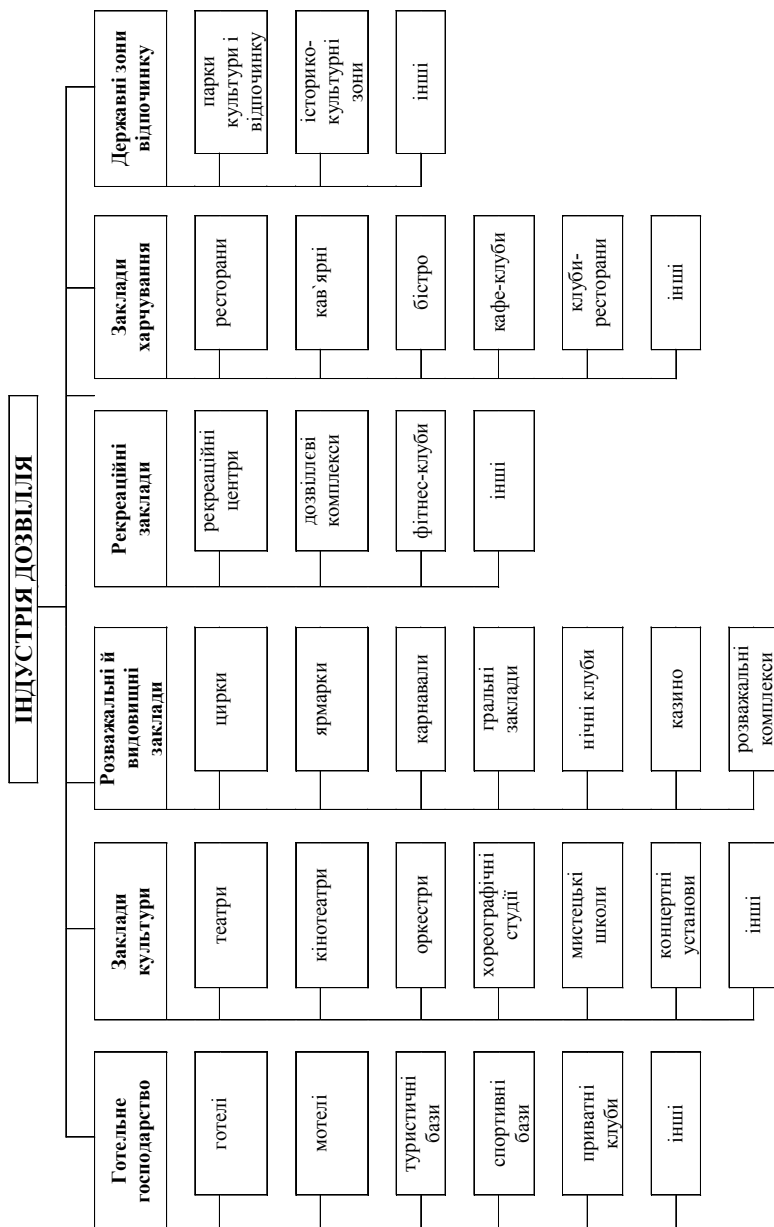 ІНДУСТРІЯ ДОЗВІЛЛЯ
Готельне
господарство
готелі
мотелі
туристичні
бази
спортивні
бази
приватні
клуби
інші
Заклади
культури
театри
кінотеатри
оркестри
хореографічні
студії
мистецькі
школи
концертні
установи
інші
Розважальні й
видовищні
заклади
цирки
ярмарки
карнавали
гральні
заклади
нічні клуби
казино
розважальні
комплекси
Рекреаційні
заклади
рекреаційні
центри
дозвіллєві
комплекси
фітнес-клуби
інші
Заклади
харчування
ресторани
кав`ярні
бістро
кафе-клуби
клуби-
ресторани
інші
Державні зони
відпочинку
парки
культури і
відпочинку
історико-
культурні
зони
інші